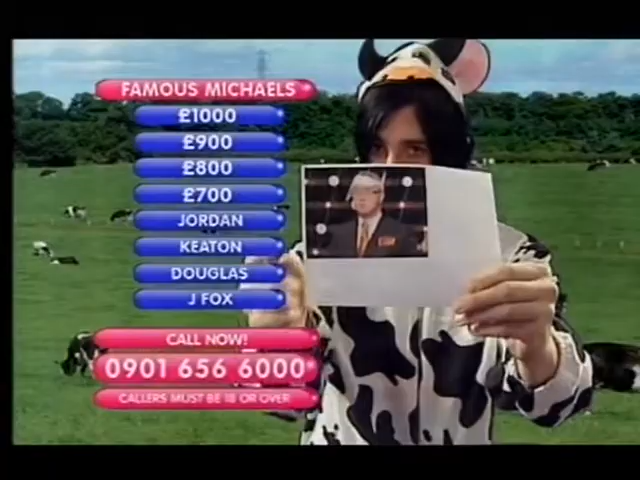 FAMOUS MICHAELS
£1000
£900
£800
£700
JORDAN
KEATON
DOUGLAS
J FOX
CALL NOW!
0901 656 6000
CALLERS MUST BE 18 OR OVER